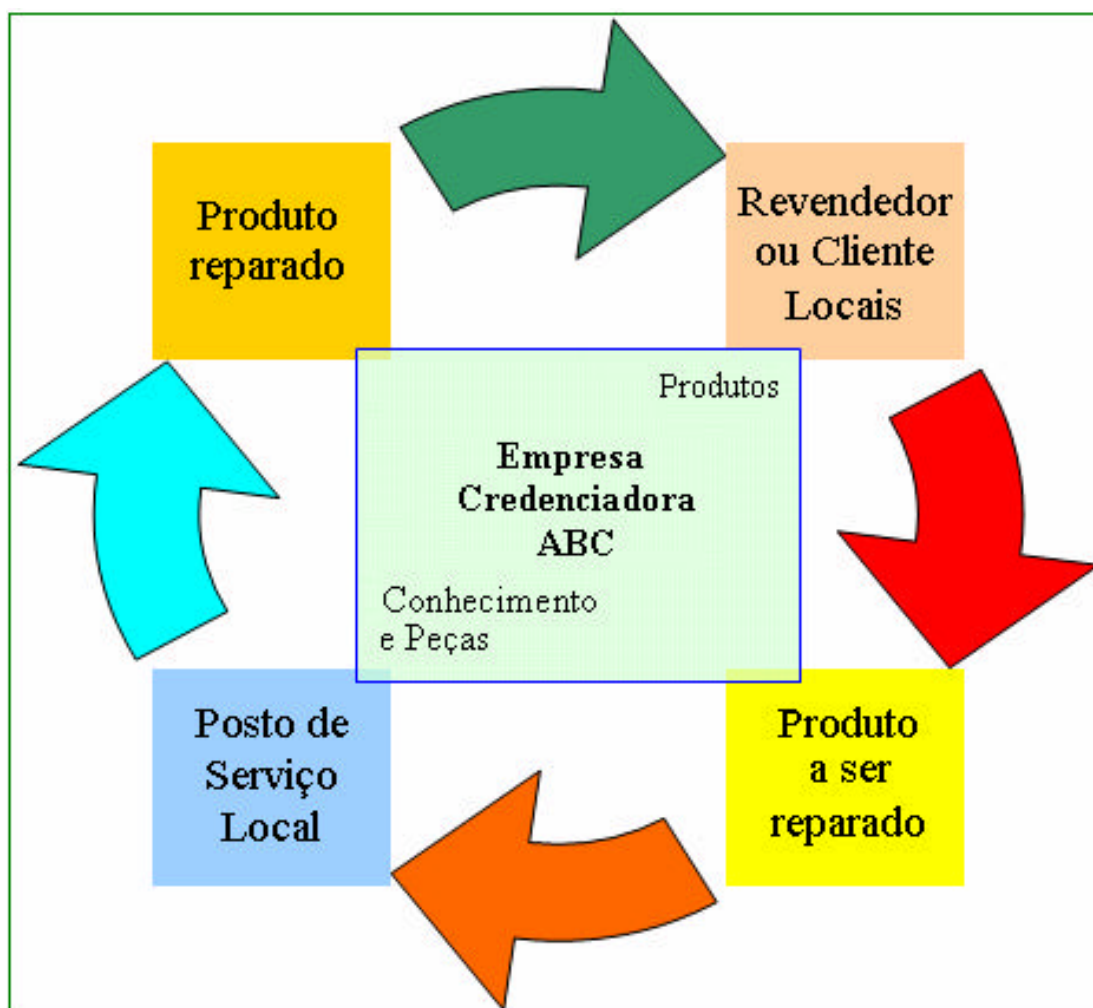 Produto
reparado
Revendedor
ou Cliente
Locais
Produtos
Empresa
Credenciadora
ABC
Conhecimento
e Peças
Posto de
Serviço
Local
Produto
a ser
reparado